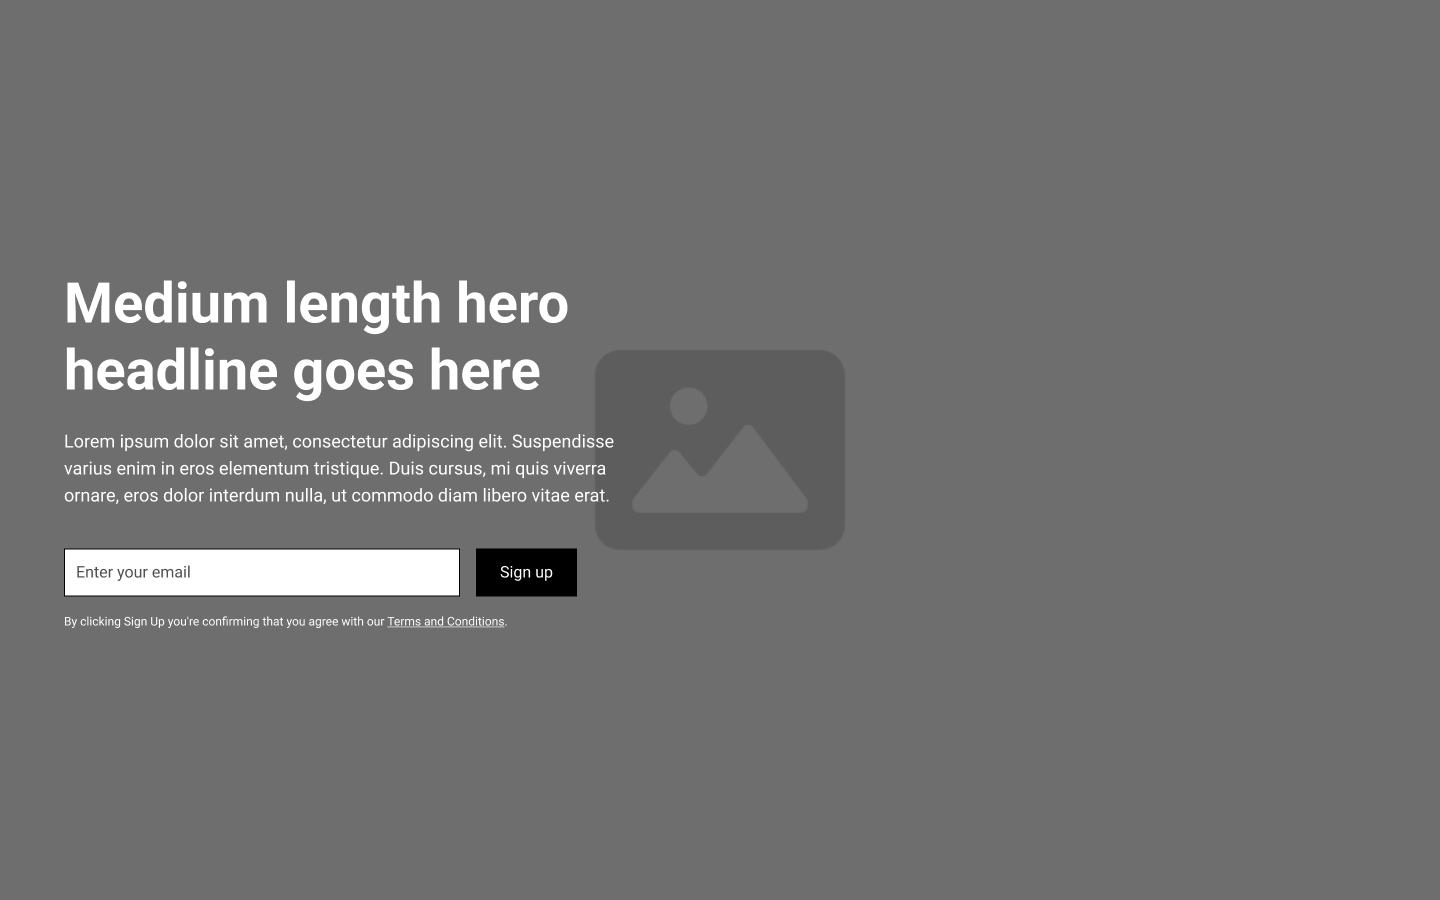 Medium length hero
headline goes here
Lorem ipsum dolor sit amet, consectetur adipiscing elit. Suspendisse
varius enim in eros elementum tristique. Duis cursus, mi quis viverra
ornare, eros dolor interdum nulla, ut commodo diam libero vitae erat.
Enter your email
Sign up
By clicking Sign Up you're confirming that you agree with our Terms and Conditions.